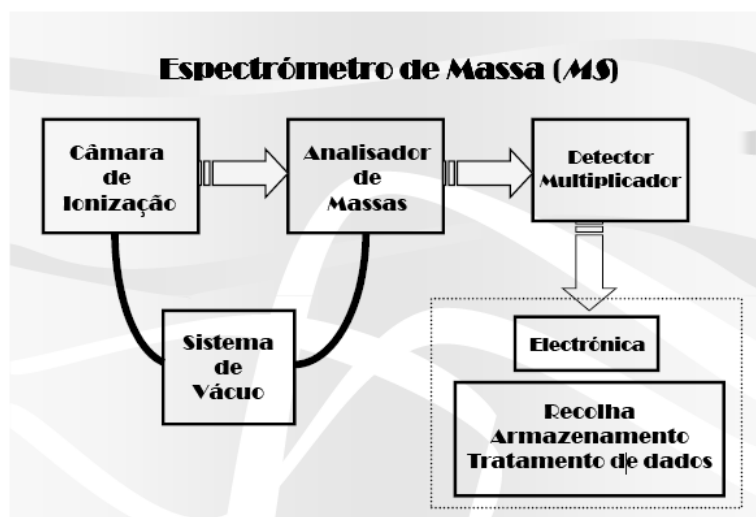 Espectrómetro de Massa (MS)
Câmara
de
Ionização
Analisador
de
Massas
Detector
Multiplicador
Sistema
de
Vácuo
Electrónica
Recolha
Armazenamento
Tratamento de dados